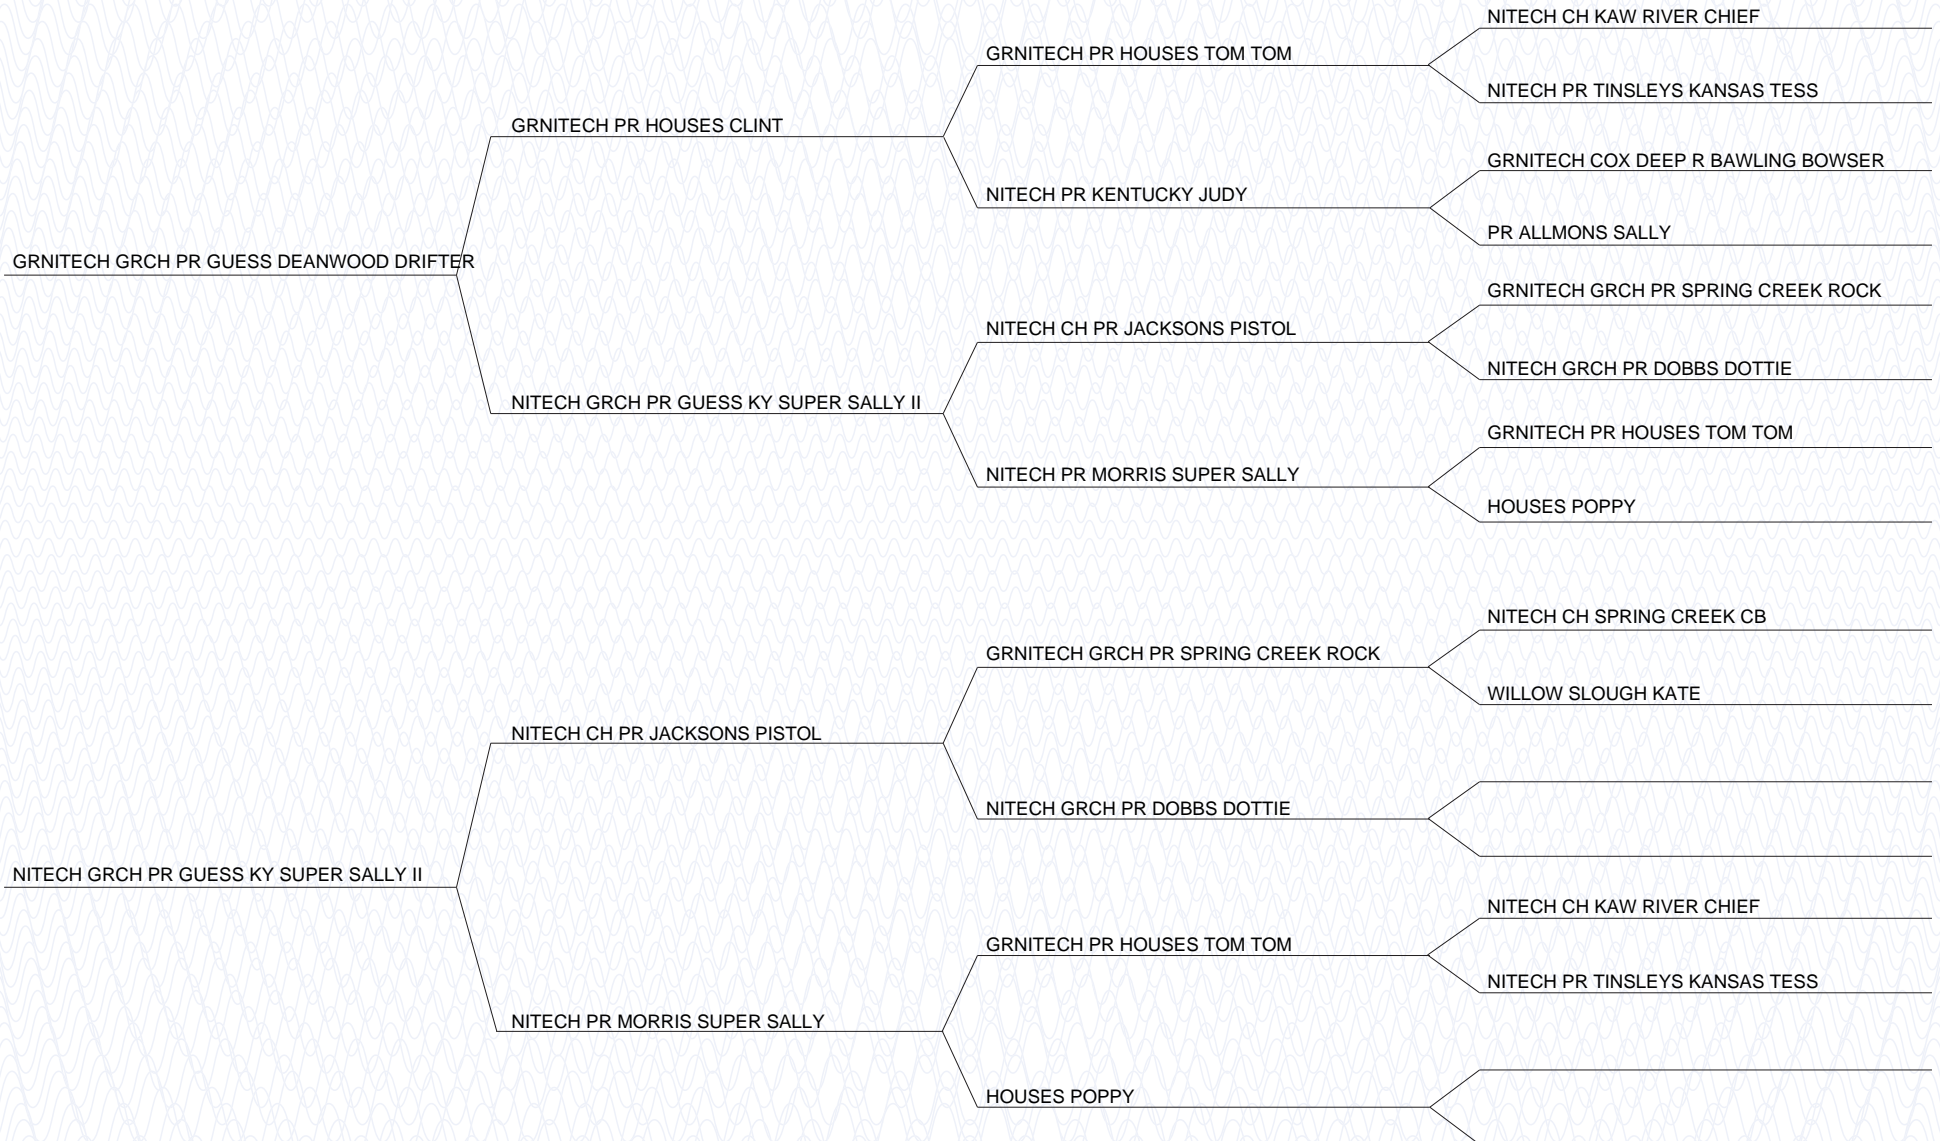 NITECH CH KAW RIVER CHIEF
GRNITECH PR HOUSES TOM TOM
NITECH PR TINSLEYS KANSAS TESS
GRNITECH PR HOUSES CLINT
GRNITECH COX DEEP R BAWLING BOWSER
NITECH PR KENTUCKY JUDY
PR ALLMONS SALLY
GRNITECH GRCH PR GUESS DEANWOOD DRIFTER
GRNITECH GRCH PR SPRING CREEK ROCK
NITECH CH PR JACKSONS PISTOL
NITECH GRCH PR DOBBS DOTTIE
NITECH GRCH PR GUESS KY SUPER SALLY II
GRNITECH PR HOUSES TOM TOM
NITECH PR MORRIS SUPER SALLY
HOUSES POPPY
NITECH CH SPRING CREEK CB
GRNITECH GRCH PR SPRING CREEK ROCK
WILLOW SLOUGH KATE
NITECH CH PR JACKSONS PISTOL
NITECH GRCH PR DOBBS DOTTIE
NITECH GRCH PR GUESS KY SUPER SALLY II
NITECH CH KAW RIVER CHIEF
GRNITECH PR HOUSES TOM TOM
NITECH PR TINSLEYS KANSAS TESS
NITECH PR MORRIS SUPER SALLY
HOUSES POPPY